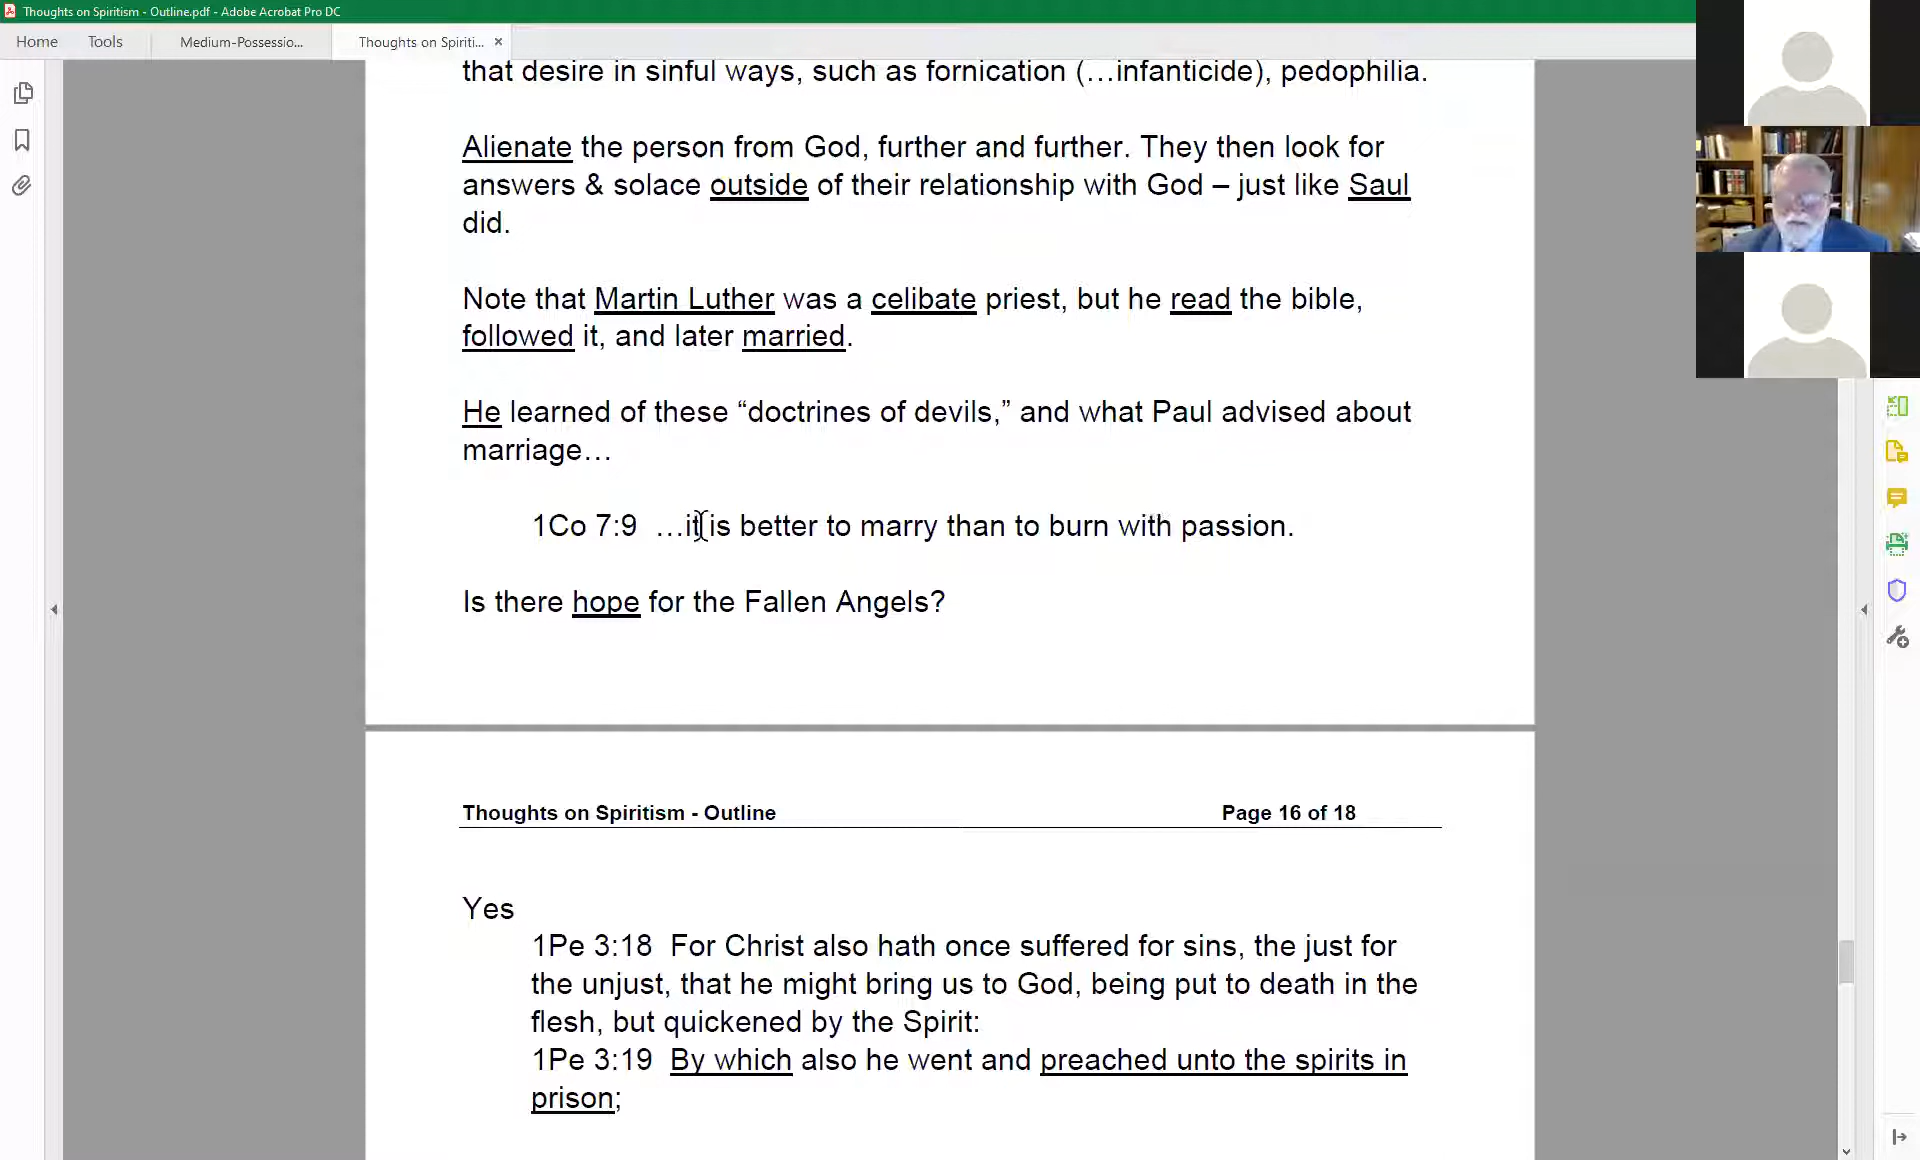 Thoughts on Spiritism - Outline.pdf - Adobe Acrobat Pro DC
Home Tools Medium-Possessio... Thoughts on Spiriti... ×
that desire in sinful ways, such as fornication (…infanticide), pedophilia.
Alienate the person from God, further and further. They then look for
answers & solace outside of their relationship with God – just like Saul
did.
Note that Martin Luther was a celibate priest, but he read the bible,
followed it, and later married.
He learned of these “doctrines of devils,” and what Paul advised about
marriage…
1Co 7:9 …it is better to marry than to burn with passion.
Is there hope for the Fallen Angels?
Thoughts on Spiritism - Outline Page 16 of 18
Yes
1Pe 3:18 For Christ also hath once suffered for sins, the just for
the unjust, that he might bring us to God, being put to death in the
flesh, but quickened by the Spirit:
1Pe 3:19 By which also he went and preached unto the spirits in
prison;